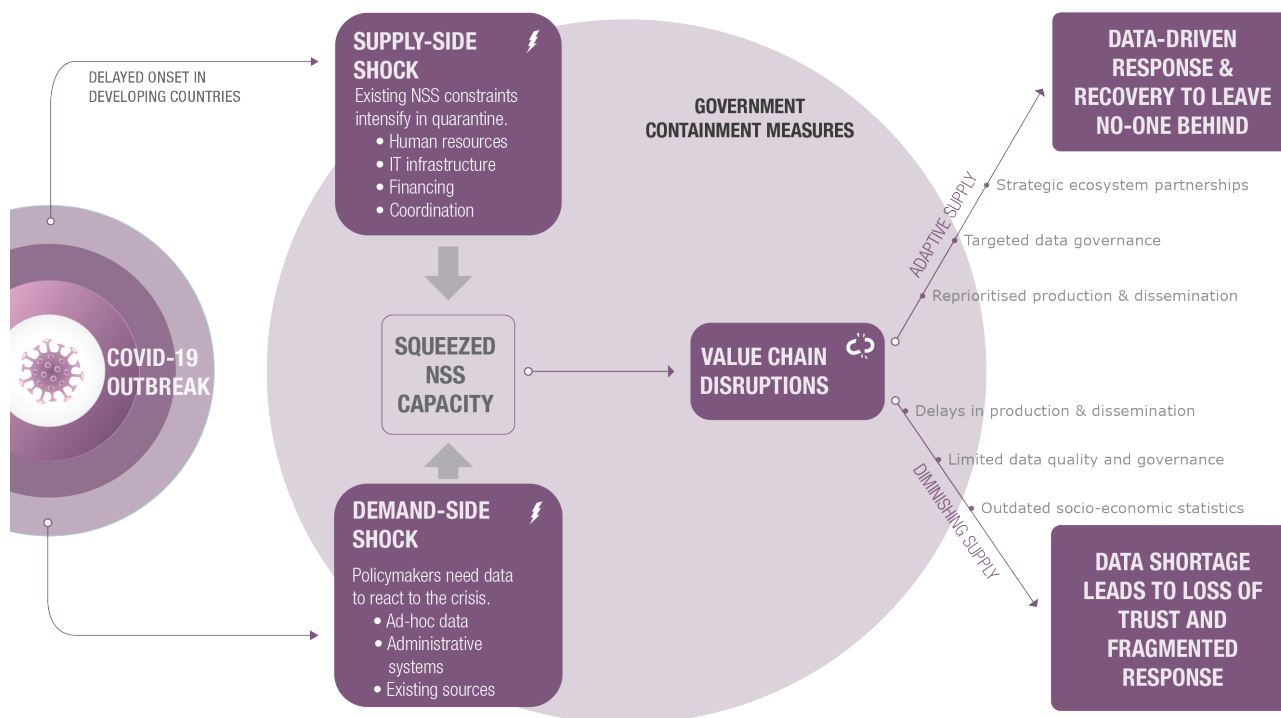 DELAYED ONSET IN
DEVELOPING COUNTRIES
COVID-19
OUTBREAK
SUPPLY-SIDE
SHOCK
Existing NSS constraints
intensify in quarantine.
• Human resources
• IT infrastructure
• Financing
• Coordination
SQUEEZED
NSS
CAPACITY
DEMAND-SIDE
SHOCK
Policymakers need data
to react to the crisis.
• Ad-hoc data
• Administrative
systems
• Existing sources
GOVERNMENT
CONTAINMENT MEASURES
VALUE CHAIN
DISRUPTIONS
DATA-DRIVEN
RESPONSE &
RECOVERY TO LEAVE
NO-ONE BEHIND
ADAPTIVE SUPPLY
Strategic ecosystem partnerships
Targeted data governance
Reprioritised production & dissemination
DIMINISHING SUPPLY
Delays in production & dissemination
Limited data quality and governance
Outdated socio-economic statistics
DATA SHORTAGE
LEADS TO LOSS OF
TRUST AND
FRAGMENTED
RESPONSE